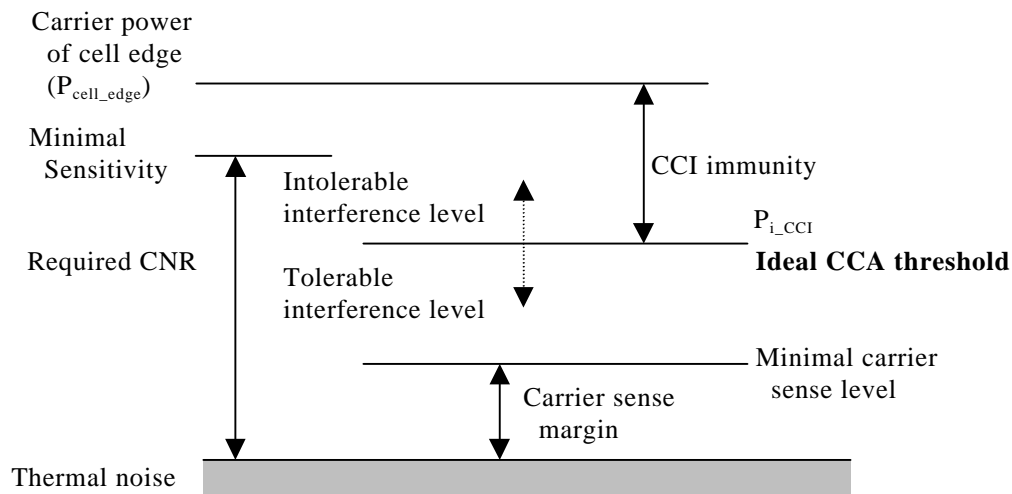 Carrier power
of cell edge
(P_cell_edge)
Minimal
Sensitivity
CCI immunity
Intolerable
interference level
P_i_CCI
Required CNR
Ideal CCA threshold
Tolerable
interference level
Minimal carrier
sense level
Carrier sense
margin
Thermal noise